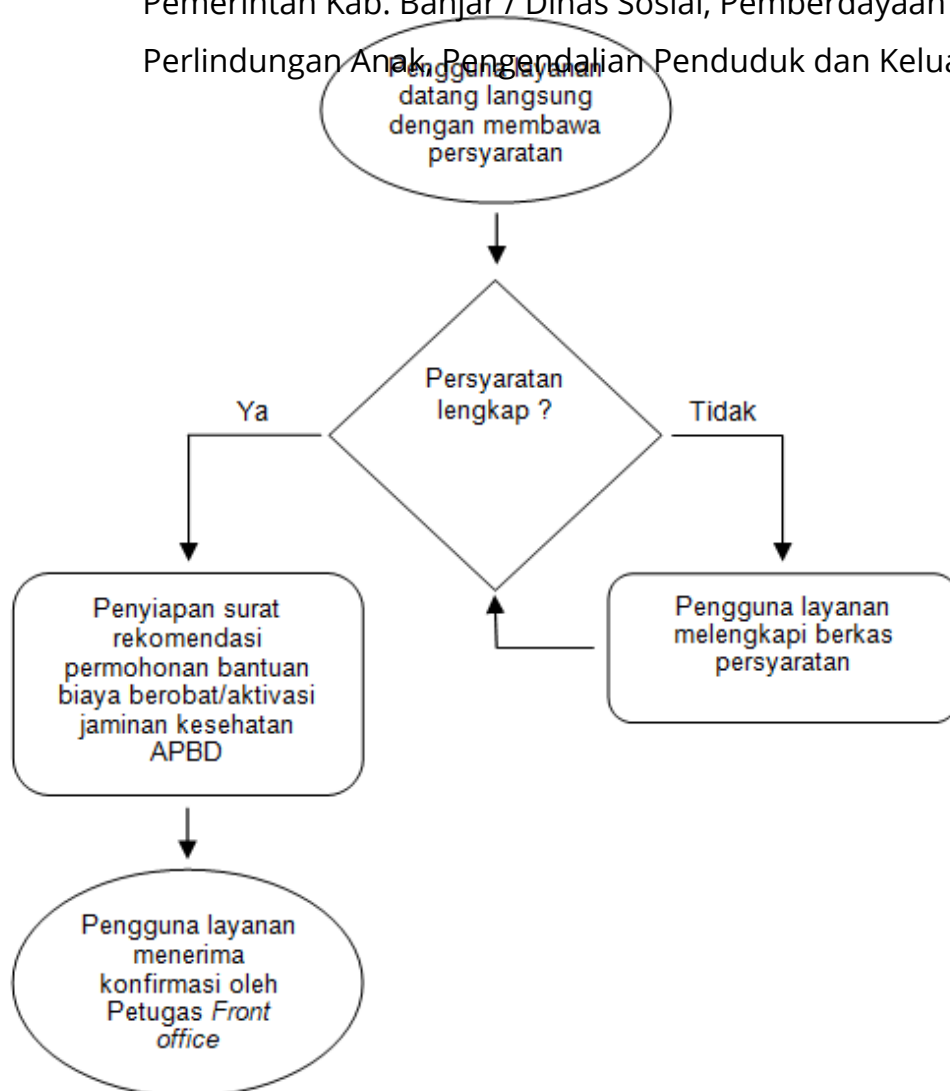 Pemerintah Kab. Banjar / Dinas Sosial, Pemberdayaan
Perlindungan Anak, Pengendalian Penduduk dan Kelua
Pengguna layanan
datang langsung
dengan membawa
persyaratan
Persyaratan
lengkap ?
Ya
Tidak
Penyiapan surat
rekomendasi
permohonan bantuan
biaya berobat/aktivasi
jaminan kesehatan
APBD
Pengguna layanan
melengkapi berkas
persyaratan
Pengguna layanan
menerima
konfirmasi oleh
Petugas Front
office